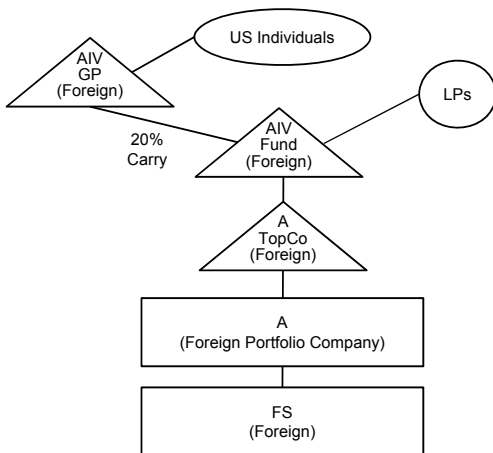 US Individuals
AIV
GP
(Foreign)
LPs
20%
Carry
AIV
Fund
(Foreign)
A
TopCo
(Foreign)
A
(Foreign Portfolio Company)
FS
(Foreign)